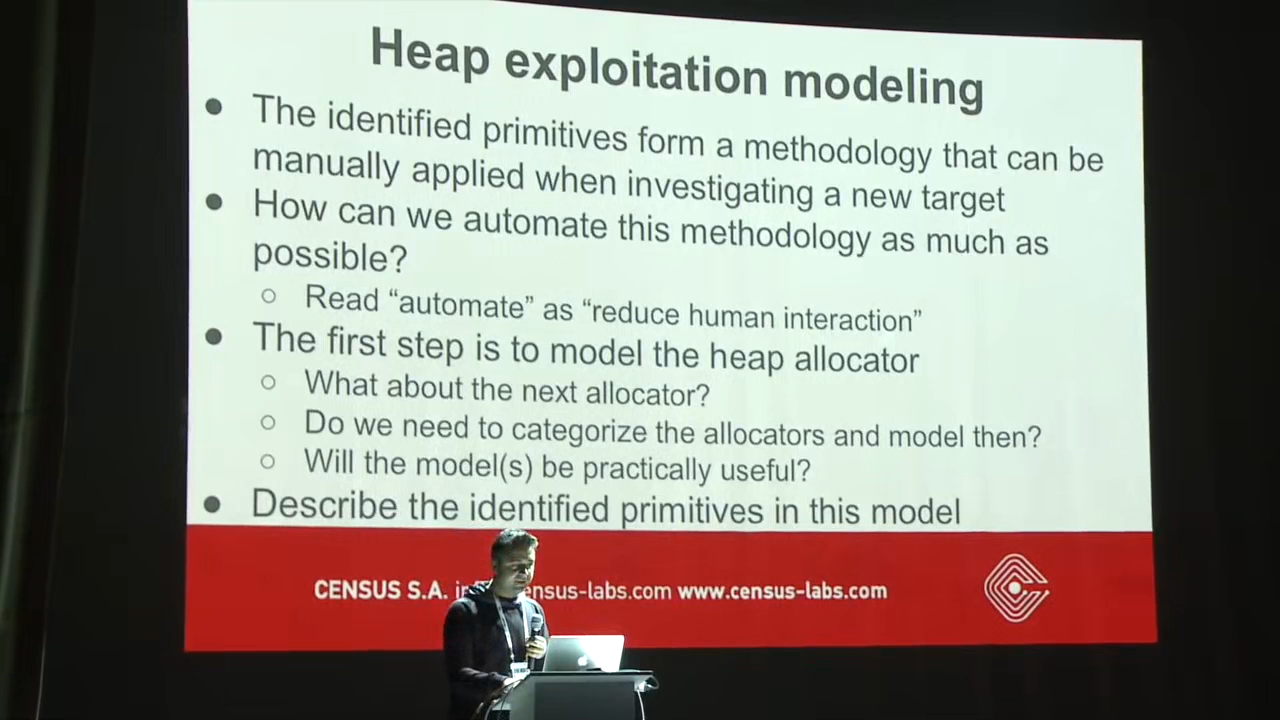 Heap exploitation modeling
● The identified primitives form a methodology that can be
manually applied when investigating a new target
● How can we automate this methodology as much as
possible?
○ Read “automate” as “reduce human interaction”
● The first step is to model the heap allocator
○ What about the next allocator?
○ Do we need to categorize the allocators and model then?
○ Will the model(s) be practically useful?
● Describe the identified primitives in this model
CENSUS S.A. www.census-labs.com